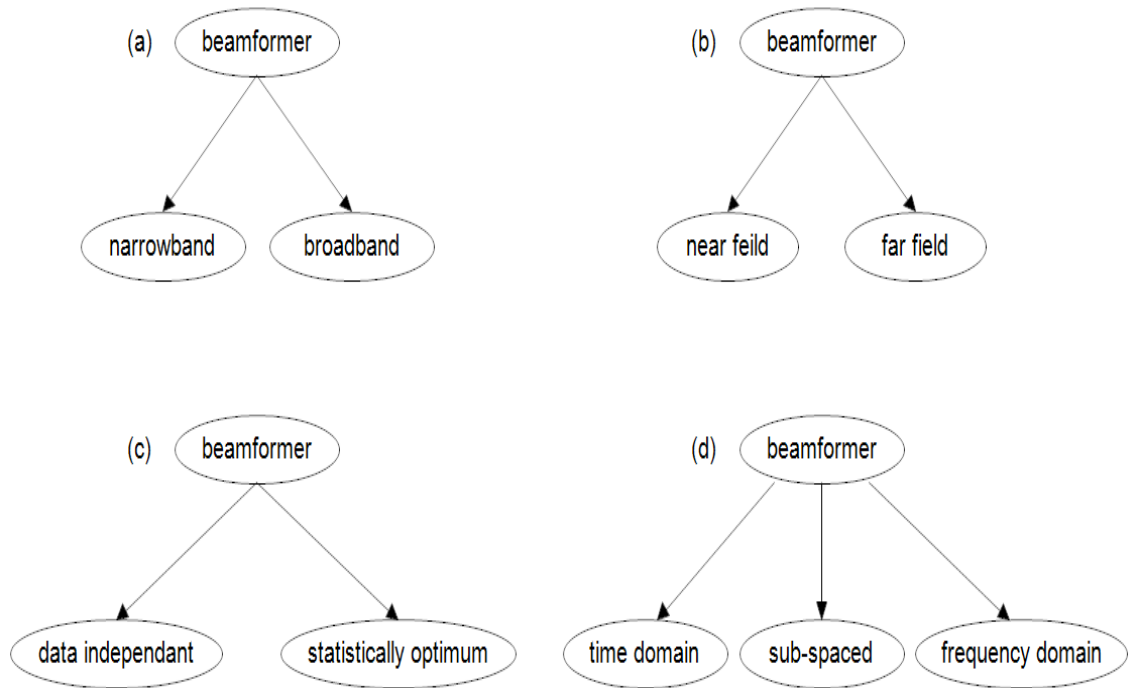 (a) beamformer
narrowband
broadband
(b) beamformer
near feild
far field
(c) beamformer
data independant
statistically optimum
(d) beamformer
time domain
sub-spaced
frequency domain